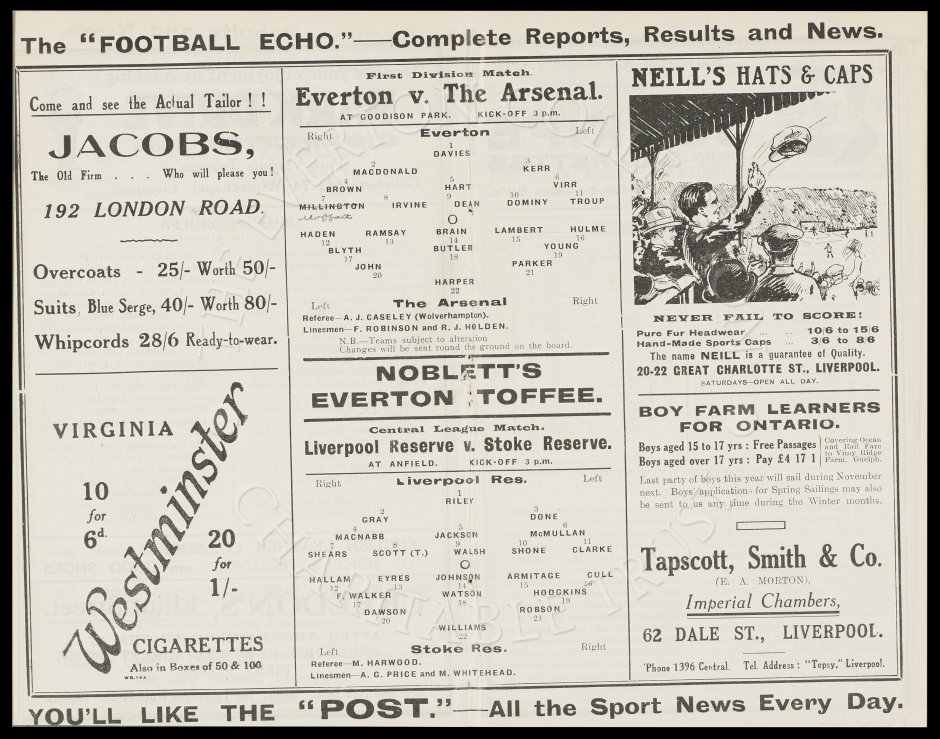 The "FOOTBALL ECHO."—Complete Reports, Results and News.
Come and see the Actual Tailor ! !
JACOBS,
The Old Firm . . . Who will please you!
192 LONDON ROAD.
Overcoats - 25/- Worth 50/-
Suits, Blue Serge, 40/- Worth 80/-
Whipcords 28/6 Ready-to-wear.
VIRGINIA
10
for
6d.
Westminster
20
for
1/-
CIGARETTES
Also in Boxes of 50 & 100
First Division Match.
Everton v. The Arsenal.
AT GOODISON PARK. KICK-OFF 3 p.m.
Right Everton Left
1
DAVIES
2 3
MACDONALD KERR
4 5 6
BROWN HART VIRR
7 8 9 10 11
MILLINGTON IRVINE DEAN DOMINY TROUP
O
HADEN RAMSAY BRAIN LAMBERT HULME
12 13 14 15 16
BLYTH BUTLER YOUNG
17 18 19
JOHN PARKER
20 21
HARPER
22
Left The Arsenal Right
Referee—A. J. CASELEY (Wolverhampton).
Linesmen—F. ROBINSON and R. J. HOLDEN.
N.B.—Teams subject to alteration
Changes will be sent round the ground on the board.
NOBLETT'S
EVERTON TOFFEE.
Central League Match.
Liverpool Reserve v. Stoke Reserve.
AT ANFIELD. KICK-OFF 3 p.m.
Right Liverpool Res. Left
1
RILEY
2 3
GRAY DONE
4 5 6
MACNABB JACKSON McMULLAN
7 8 9 10 11
SHEARS SCOTT (T.) WALSH SHONE CLARKE
O
HALLAM EYRES JOHNSON ARMITAGE CULL
12 13 14 15 16
F. WALKER WATSON HODGKINS
17 18 19
DAWSON ROBSON
20 21
WILLIAMS
22
Left Stoke Res. Right
Referee—M. HARWOOD.
Linesmen—A. G. PRICE and M. WHITEHEAD.
NEILL'S HATS & CAPS
NEVER FAIL TO SCORE!
Pure Fur Headwear ... ... 10/6 to 15/6
Hand-Made Sports Caps ... 3/6 to 8/6
The name NEILL is a guarantee of Quality.
20-22 GREAT CHARLOTTE ST., LIVERPOOL.
SATURDAYS—OPEN ALL DAY.
BOY FARM LEARNERS
FOR ONTARIO.
Boys aged 15 to 17 yrs : Free Passages
Boys aged over 17 yrs : Pay £4 17 1
Covering Ocean
and Rail Fare
to Vimy Ridge
Farm, Guelph.
Last party of boys this year will sail during November
next. Boys' applications for Spring Sailings may also
be sent to us any time during the Winter months.
Tapscott, Smith & Co.
(E. A. MORTON),
Imperial Chambers,
62 DALE ST., LIVERPOOL.
'Phone 1396 Central. Tel. Address : "Topsy," Liverpool.
YOU'LL LIKE THE "POST."—All the Sport News Every Day.